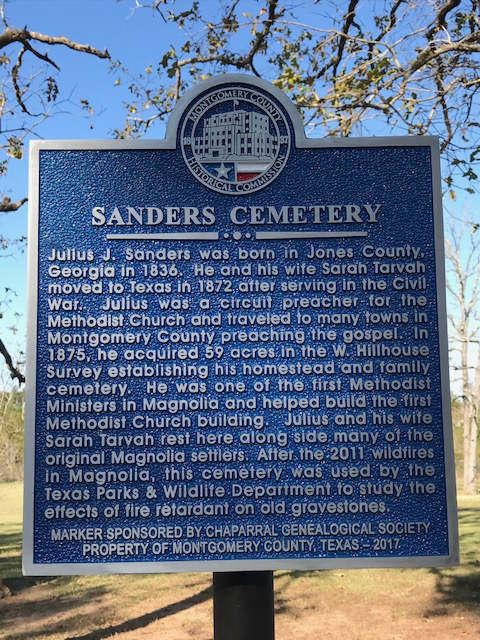 MONTGOMERY COUNTY
18 37
HISTORICAL COMMISSION
SANDERS CEMETERY
Julius J. Sanders was born in Jones County,
Georgia in 1836. He and his wife Sarah Tarvah
moved to Texas in 1872 after serving in the Civil
War. Julius was a circuit preacher for the
Methodist Church and traveled to many towns in
Montgomery County preaching the gospel. In
1875, he acquired 59 acres in the W. Hillhouse
Survey establishing his homestead and family
cemetery. He was one of the first Methodist
Ministers in Magnolia and helped build the first
Methodist Church building. Julius and his wife
Sarah Tarvah rest here along side many of the
original Magnolia settlers. After the 2011 wildfires
in Magnolia, this cemetery was used by the
Texas Parks & Wildlife Department to study the
effects of fire retardant on old gravestones.
MARKER SPONSORED BY CHAPARRAL GENEALOGICAL SOCIETY
PROPERTY OF MONTGOMERY COUNTY, TEXAS – 2017